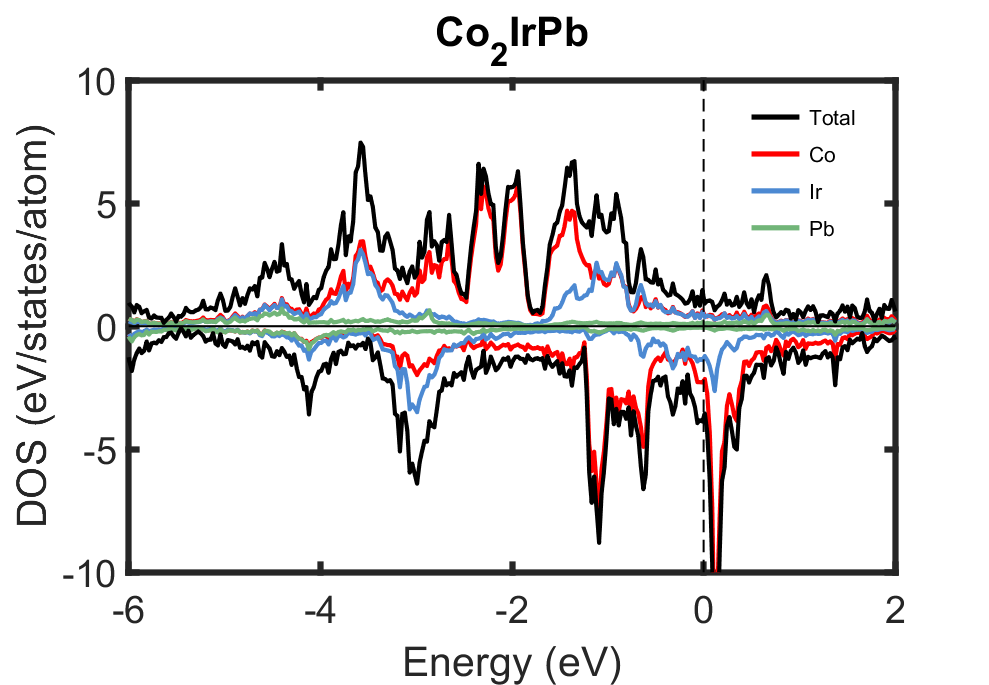 Co₂IrPb
DOS (eV/states/atom)
10
5
0
-5
-10
Total
Co
Ir
Pb
-6 -4 -2 0 2
Energy (eV)